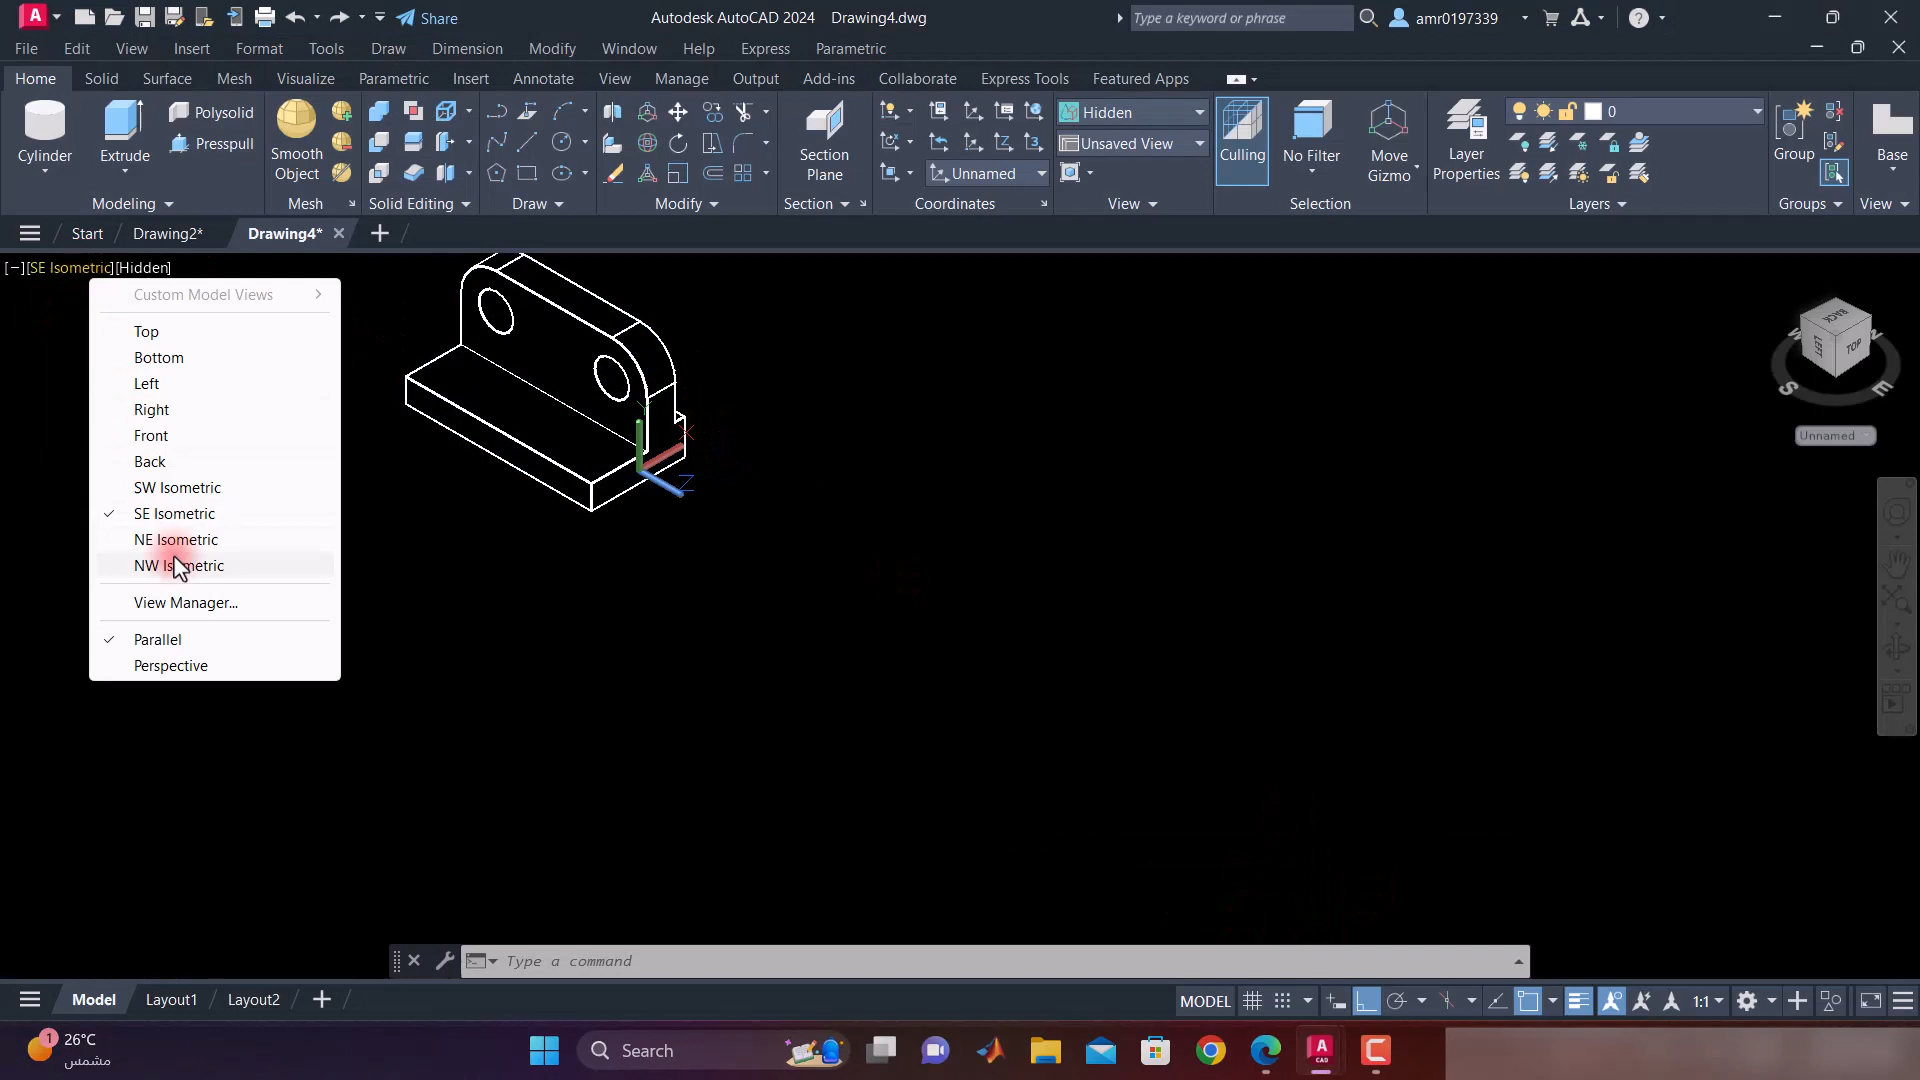 Share
Autodesk AutoCAD 2024 Drawing4.dwg
Type a keyword or phrase
amr0197339
File Edit View Insert Format Tools Draw Dimension Modify Window Help Express Parametric
Home Solid Surface Mesh Visualize Parametric Insert Annotate View Manage Output Add-ins Collaborate Express Tools Featured Apps
Cylinder
Extrude
Polysolid
Presspull
Modeling
Smooth
Object
Mesh
Solid Editing
Draw
Modify
Section
Plane
Section
Unnamed
Coordinates
Hidden
Unsaved View
View
Culling
No Filter
Move
Gizmo
Selection
Layer
Properties
0
Layers
Group
Groups
Base
View
Start Drawing2* Drawing4*
[−][SE Isometric][Hidden]
Custom Model Views
Top
Bottom
Left
Right
Front
Back
SW Isometric
SE Isometric
NE Isometric
NW Isometric
View Manager...
Parallel
Perspective
Y
X
Z
BACK
LEFT
TOP
W
N
S
E
Unnamed
Type a command
Model Layout1 Layout2
MODEL
1:1
1
26°C
مشمس
Search